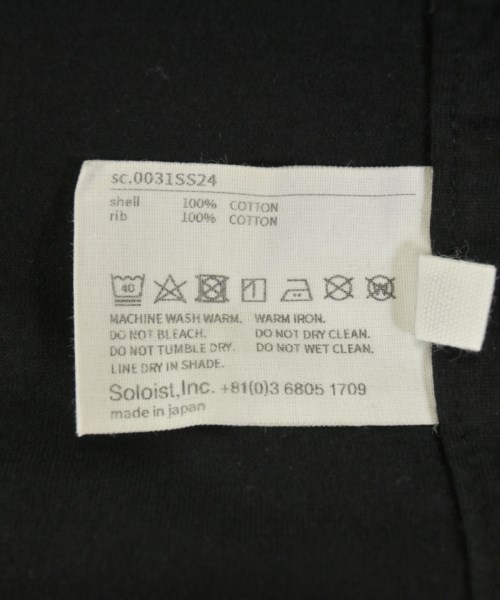 sc.0031SS24
shell 100% COTTON
rib 100% COTTON
40
MACHINE WASH WARM. WARM IRON.
DO NOT BLEACH. DO NOT DRY CLEAN.
DO NOT TUMBLE DRY. DO NOT WET CLEAN.
LINE DRY IN SHADE.
Soloist,Inc. +81(0)3 6805 1709
made in japan